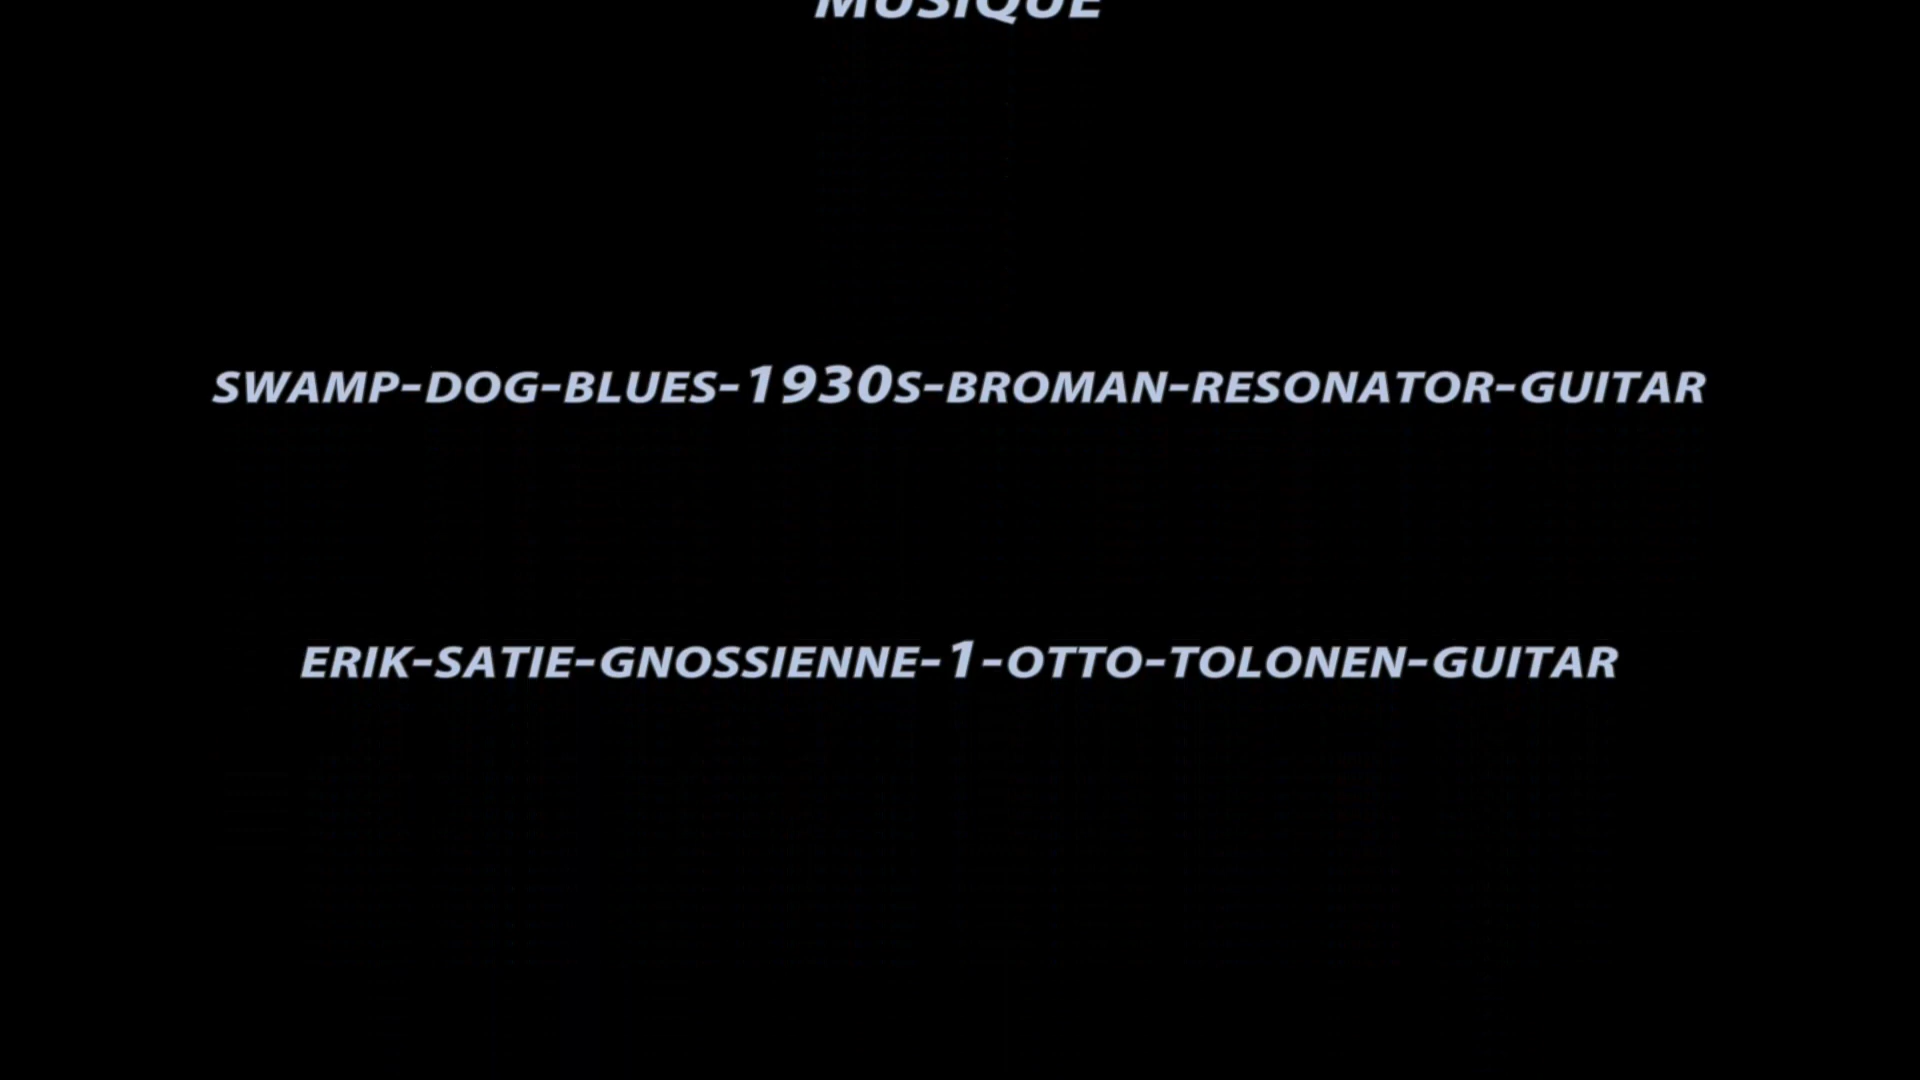 MUSIQUE
SWAMP-DOG-BLUES-1930S-BROMAN-RESONATOR-GUITAR
ERIK-SATIE-GNOSSIENNE-1-OTTO-TOLONEN-GUITAR